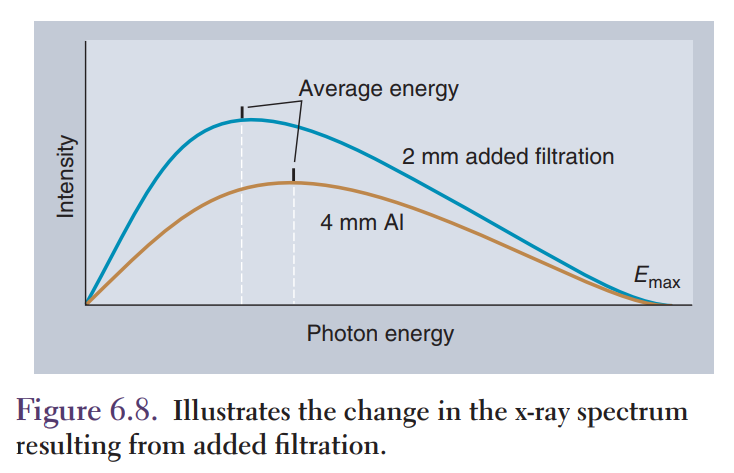 Average energy
2 mm added filtration
Intensity
4 mm Al
Emax
Photon energy
Figure 6.8. Illustrates the change in the x-ray spectrum
resulting from added filtration.